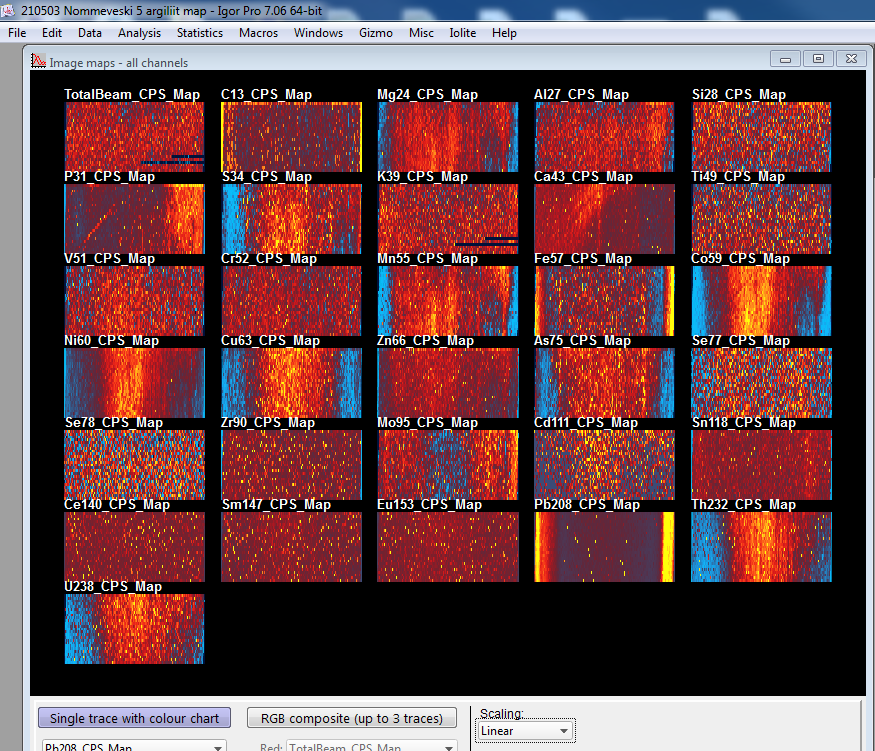 210503 Nommeveski 5 argiliit map - Igor Pro 7.06 64-bit
File Edit Data Analysis Statistics Macros Windows Gizmo Misc Iolite Help
Image maps - all channels
TotalBeam_CPS_Map C13_CPS_Map Mg24_CPS_Map Al27_CPS_Map Si28_CPS_Map
P31_CPS_Map S34_CPS_Map K39_CPS_Map Ca43_CPS_Map Ti49_CPS_Map
V51_CPS_Map Cr52_CPS_Map Mn55_CPS_Map Fe57_CPS_Map Co59_CPS_Map
Ni60_CPS_Map Cu63_CPS_Map Zn66_CPS_Map As75_CPS_Map Se77_CPS_Map
Se78_CPS_Map Zr90_CPS_Map Mo95_CPS_Map Cd111_CPS_Map Sn118_CPS_Map
Ce140_CPS_Map Sm147_CPS_Map Eu153_CPS_Map Pb208_CPS_Map Th232_CPS_Map
U238_CPS_Map
Single trace with colour chart RGB composite (up to 3 traces) Scaling:
Linear
Pb208_CPS_Map Red: TotalBeam_CPS_Map